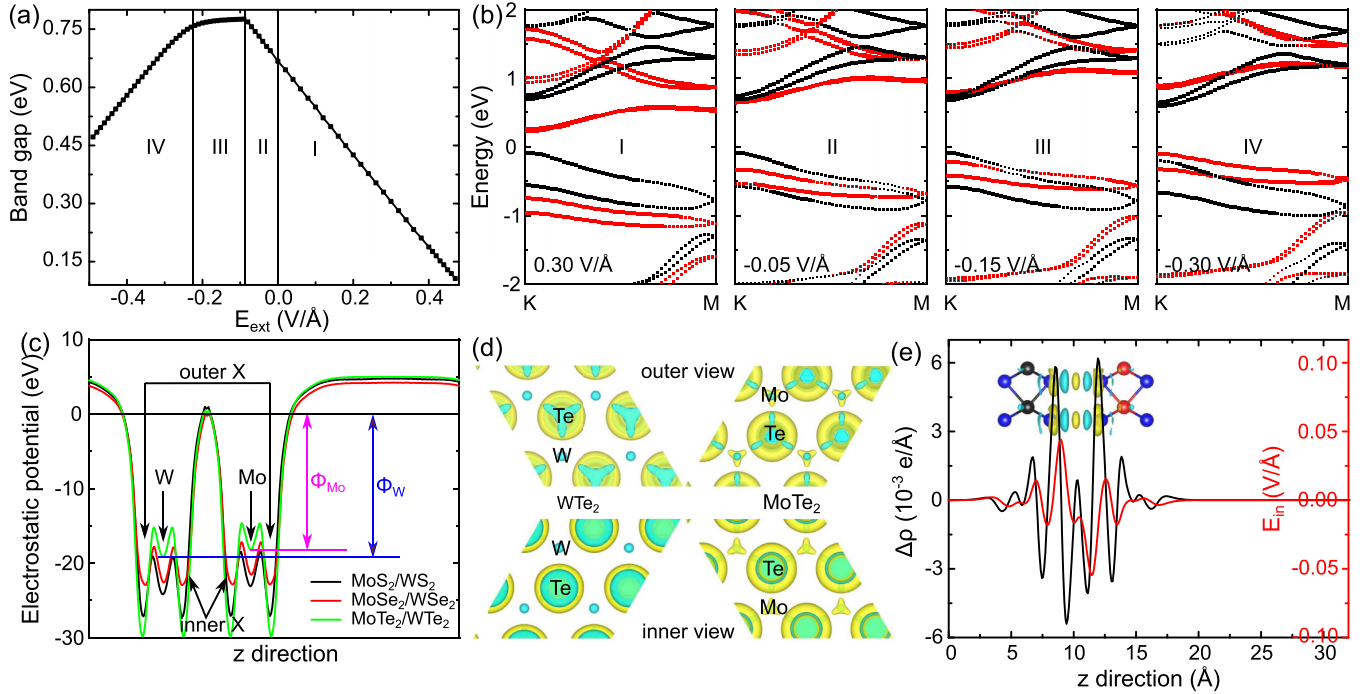 (a)
Band gap (eV)
0.75
0.60
0.45
0.30
0.15
IV
III
II
I
-0.4
-0.2
0.0
0.2
0.4
E_ext (V/Å)
(b)
Energy (eV)
2
1
0
-1
-2
I
II
III
IV
0.30 V/Å
-0.05 V/Å
-0.15 V/Å
-0.30 V/Å
K
M
K
M
K
M
K
M
(c)
Electrostatic potential (eV)
10
0
-10
-20
-30
outer X
W
Mo
Φ_Mo
Φ_W
inner X
MoS₂/WS₂
MoSe₂/WSe₂
MoTe₂/WTe₂
z direction
(d)
outer view
Te
W
Mo
Te
WTe₂
MoTe₂
W
Te
Te
Mo
inner view
(e)
Δρ (10⁻³ e/Å)
6
3
0
-3
-6
0.10
0.05
0.00
-0.05
-0.10
E_in (V/Å)
0
5
10
15
20
25
30
z direction (Å)